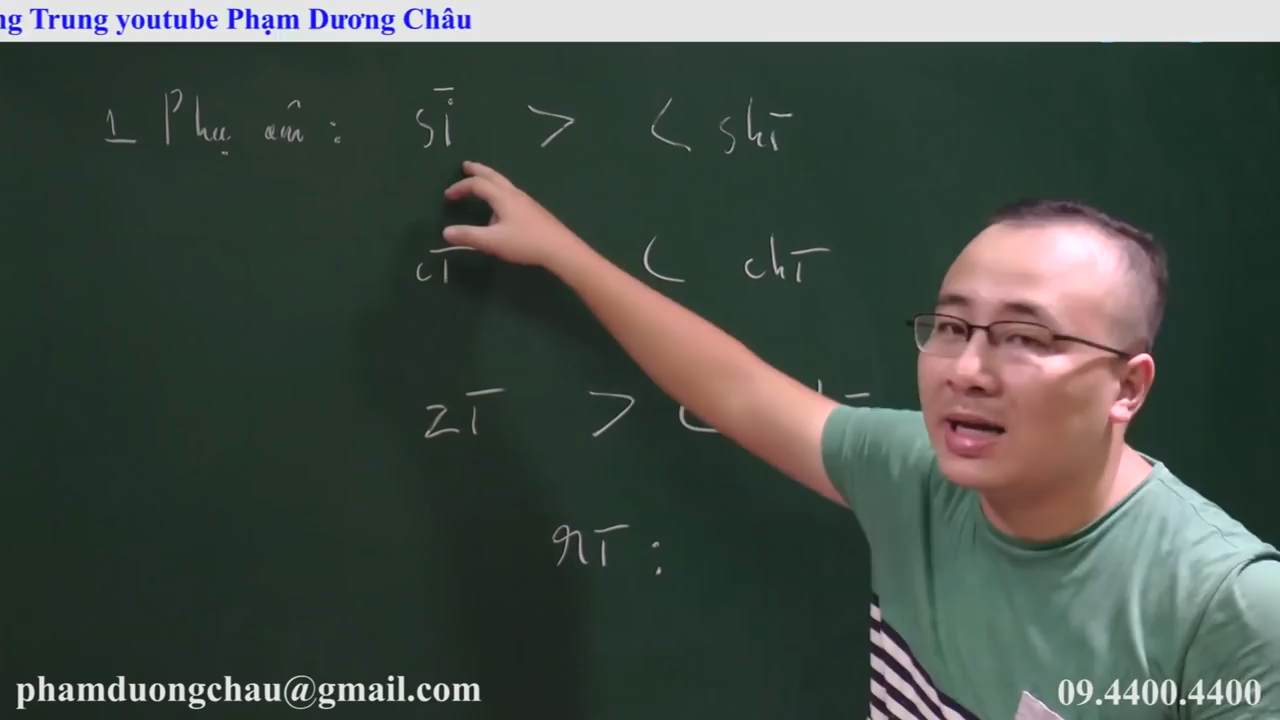 ng Trung youtube Phạm Dương Châu
1 Phụ âm: sī > < shī
cī < chī
zī > <
rī :
phamduongchau@gmail.com
09.4400.4400